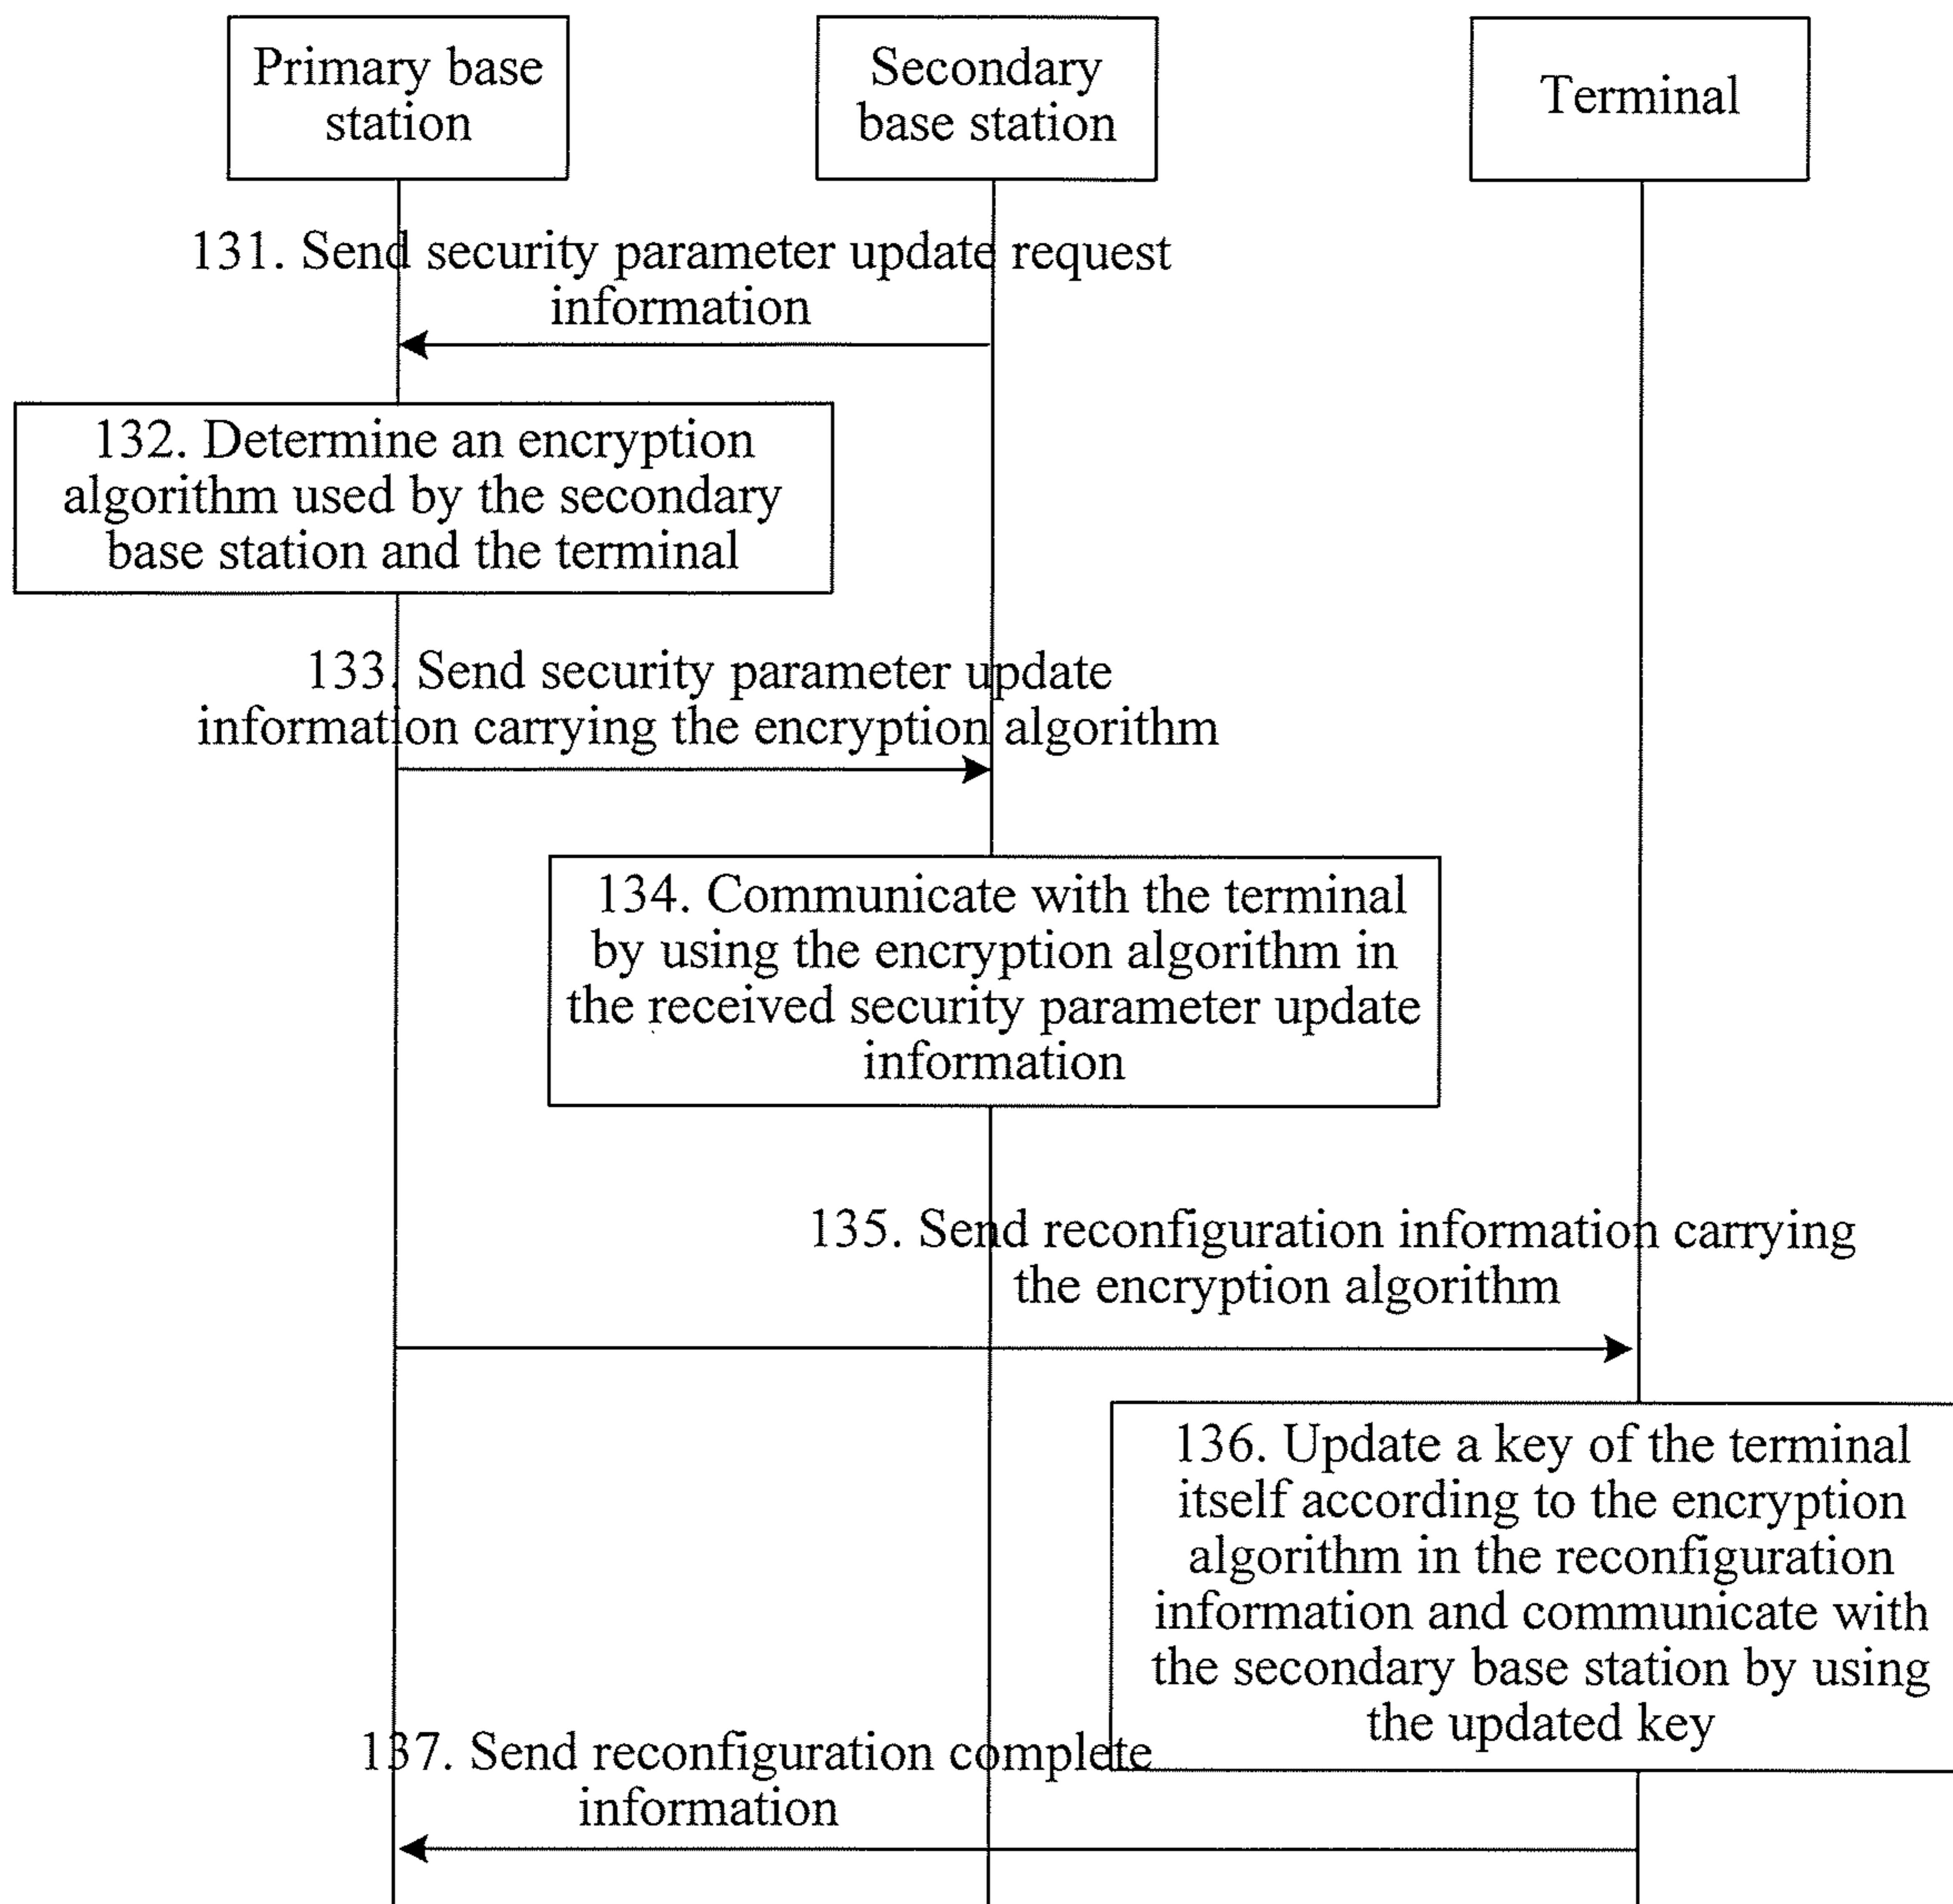 Primary base
station
Secondary
base station
Terminal
131. Send security parameter update request
information
132. Determine an encryption
algorithm used by the secondary
base station and the terminal
133. Send security parameter update
information carrying the encryption algorithm
134. Communicate with the terminal
by using the encryption algorithm in
the received security parameter update
information
135. Send reconfiguration information carrying
the encryption algorithm
136. Update a key of the terminal
itself according to the encryption
algorithm in the reconfiguration
information and communicate with
the secondary base station by using
the updated key
137. Send reconfiguration complete
information